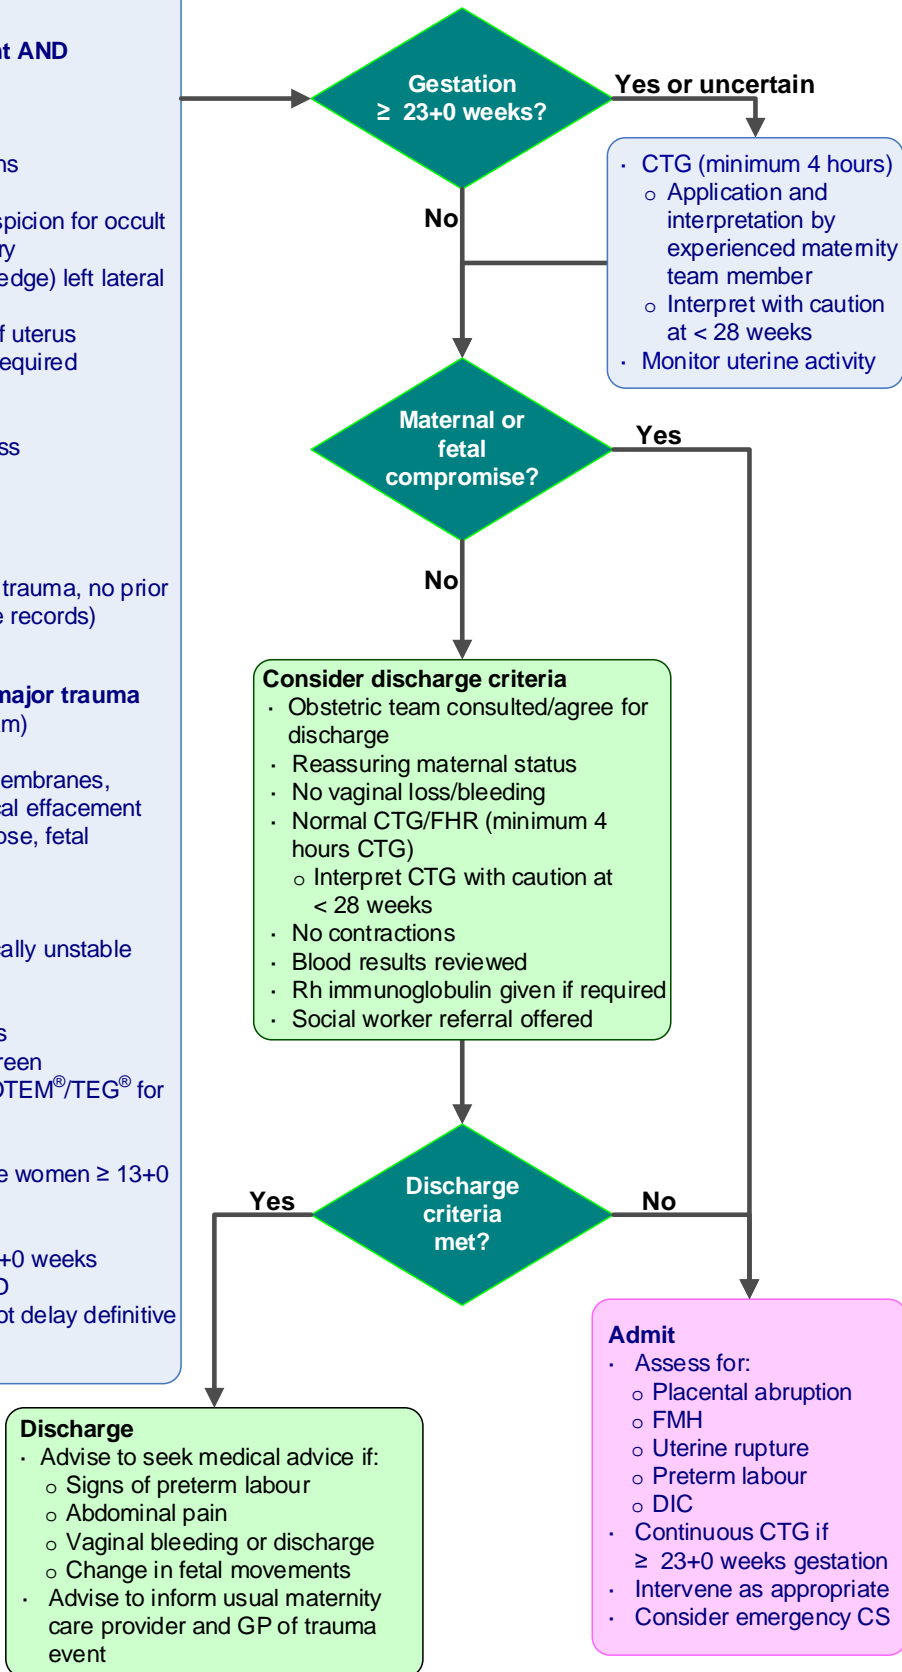 t AND
ns
spicion for occult
ry
edge) left lateral
f uterus
equired
ss
trauma, no prior
e records)
major trauma
am)
embranes,
cal effacement
ose, fetal
cally unstable
s
reen
OTEM®/TEG® for
e women ≥ 13+0
+0 weeks
D
ot delay definitive
Gestation
≥ 23+0 weeks?
Yes or uncertain
· CTG (minimum 4 hours)
o Application and
interpretation by
experienced maternity
team member
o Interpret with caution
at < 28 weeks
· Monitor uterine activity
No
Maternal or
fetal
compromise?
Yes
No
Consider discharge criteria
· Obstetric team consulted/agree for
discharge
· Reassuring maternal status
· No vaginal loss/bleeding
· Normal CTG/FHR (minimum 4
hours CTG)
o Interpret CTG with caution at
< 28 weeks
· No contractions
· Blood results reviewed
· Rh immunoglobulin given if required
· Social worker referral offered
Discharge
criteria
met?
Yes
No
Discharge
· Advise to seek medical advice if:
o Signs of preterm labour
o Abdominal pain
o Vaginal bleeding or discharge
o Change in fetal movements
· Advise to inform usual maternity
care provider and GP of trauma
event
Admit
· Assess for:
o Placental abruption
o FMH
o Uterine rupture
o Preterm labour
o DIC
· Continuous CTG if
≥ 23+0 weeks gestation
· Intervene as appropriate
· Consider emergency CS